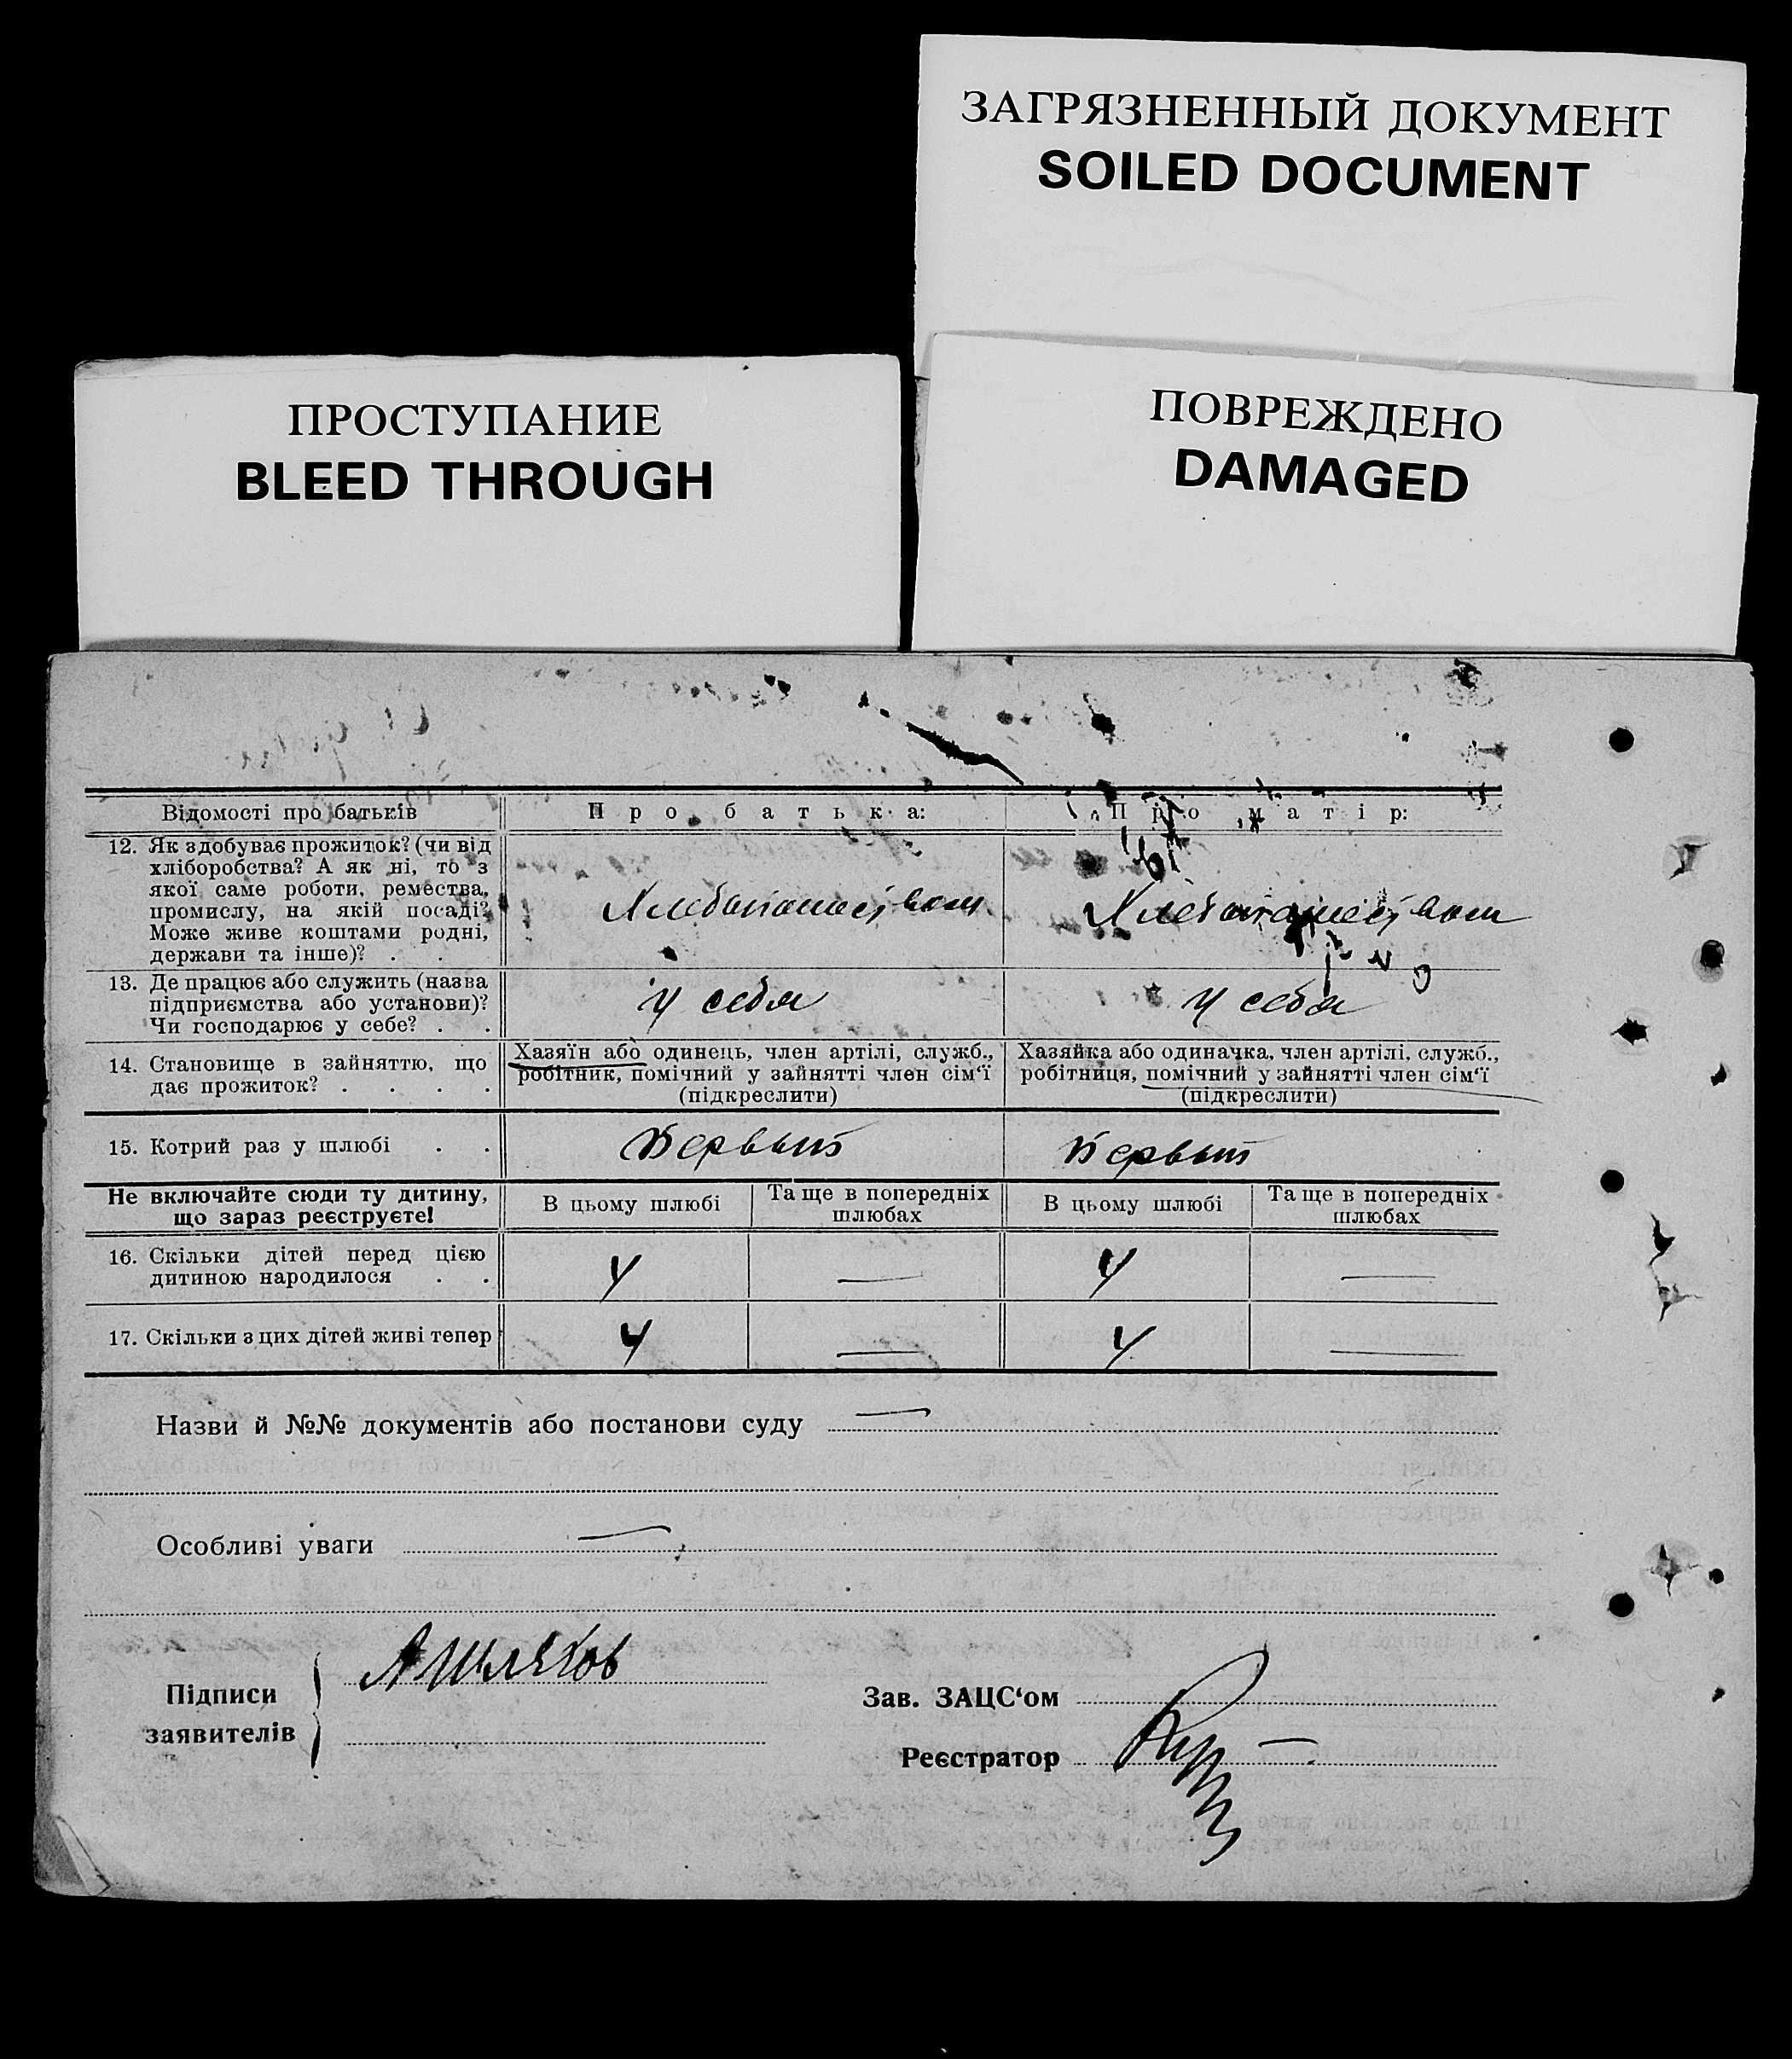 ЗАГРЯЗНЕННЫЙ ДОКУМЕНТ
SOILED DOCUMENT
ПРОСТУПАНИЕ
BLEED THROUGH
ПОВРЕЖДЕНО
DAMAGED
Відомості про батьків
Про батька:
Про матір:
12. Як здобуває прожиток? (чи від
хліборобства? А як ні, то з
якої саме роботи, ремества,
промислу, на якій посаді?
Може живе коштами родні,
держави та інше)? . .
Хлебопашеством
Хлебопашеством
13. Де працює або служить (назва
підприємства або установи)?
Чи господарює у себе? . .
У себя
У себя
14. Становище в зайняттю, що
дає прожиток? . . . .
Хазяїн або одинець, член артілі, служб.,
робітник, помічний у зайнятті член сім‘ї
(підкреслити)
Хазяйка або одиначка, член артілі, служб.,
робітниця, помічний у зайнятті член сім‘ї
(підкреслити)
15. Котрий раз у шлюбі . .
Первый
Первый
Не включайте сюди ту дитину,
що зараз реєструєте!
В цьому шлюбі
Та ще в попередніх
шлюбах
В цьому шлюбі
Та ще в попередніх
шлюбах
16. Скільки дітей перед цією
дитиною народилося . .
4 — 4 —
17. Скільки з цих дітей живі тепер
4 — 4 —
Назви й №№ документів або постанови суду —
Особливі уваги —
Підписи
заявителів
АШляхов
Зав. ЗАЦС‘ом
Реєстратор